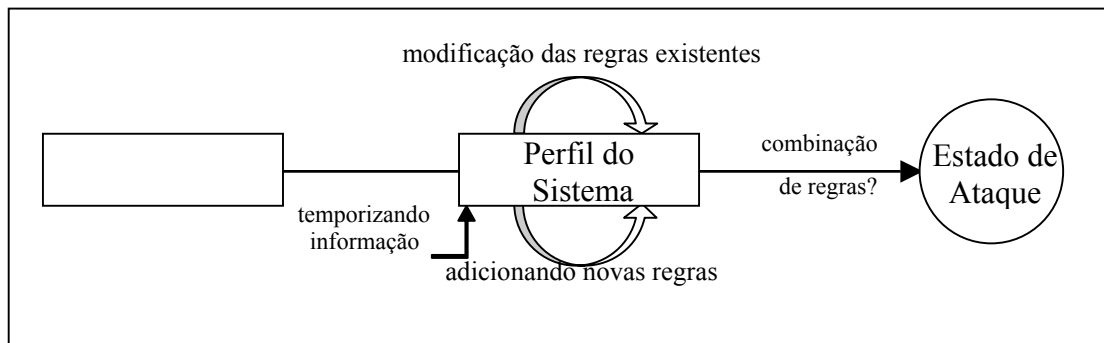 modificação das regras existentes
Perfil do
Sistema
combinação
de regras?
Estado de
Ataque
temporizando
informação
adicionando novas regras